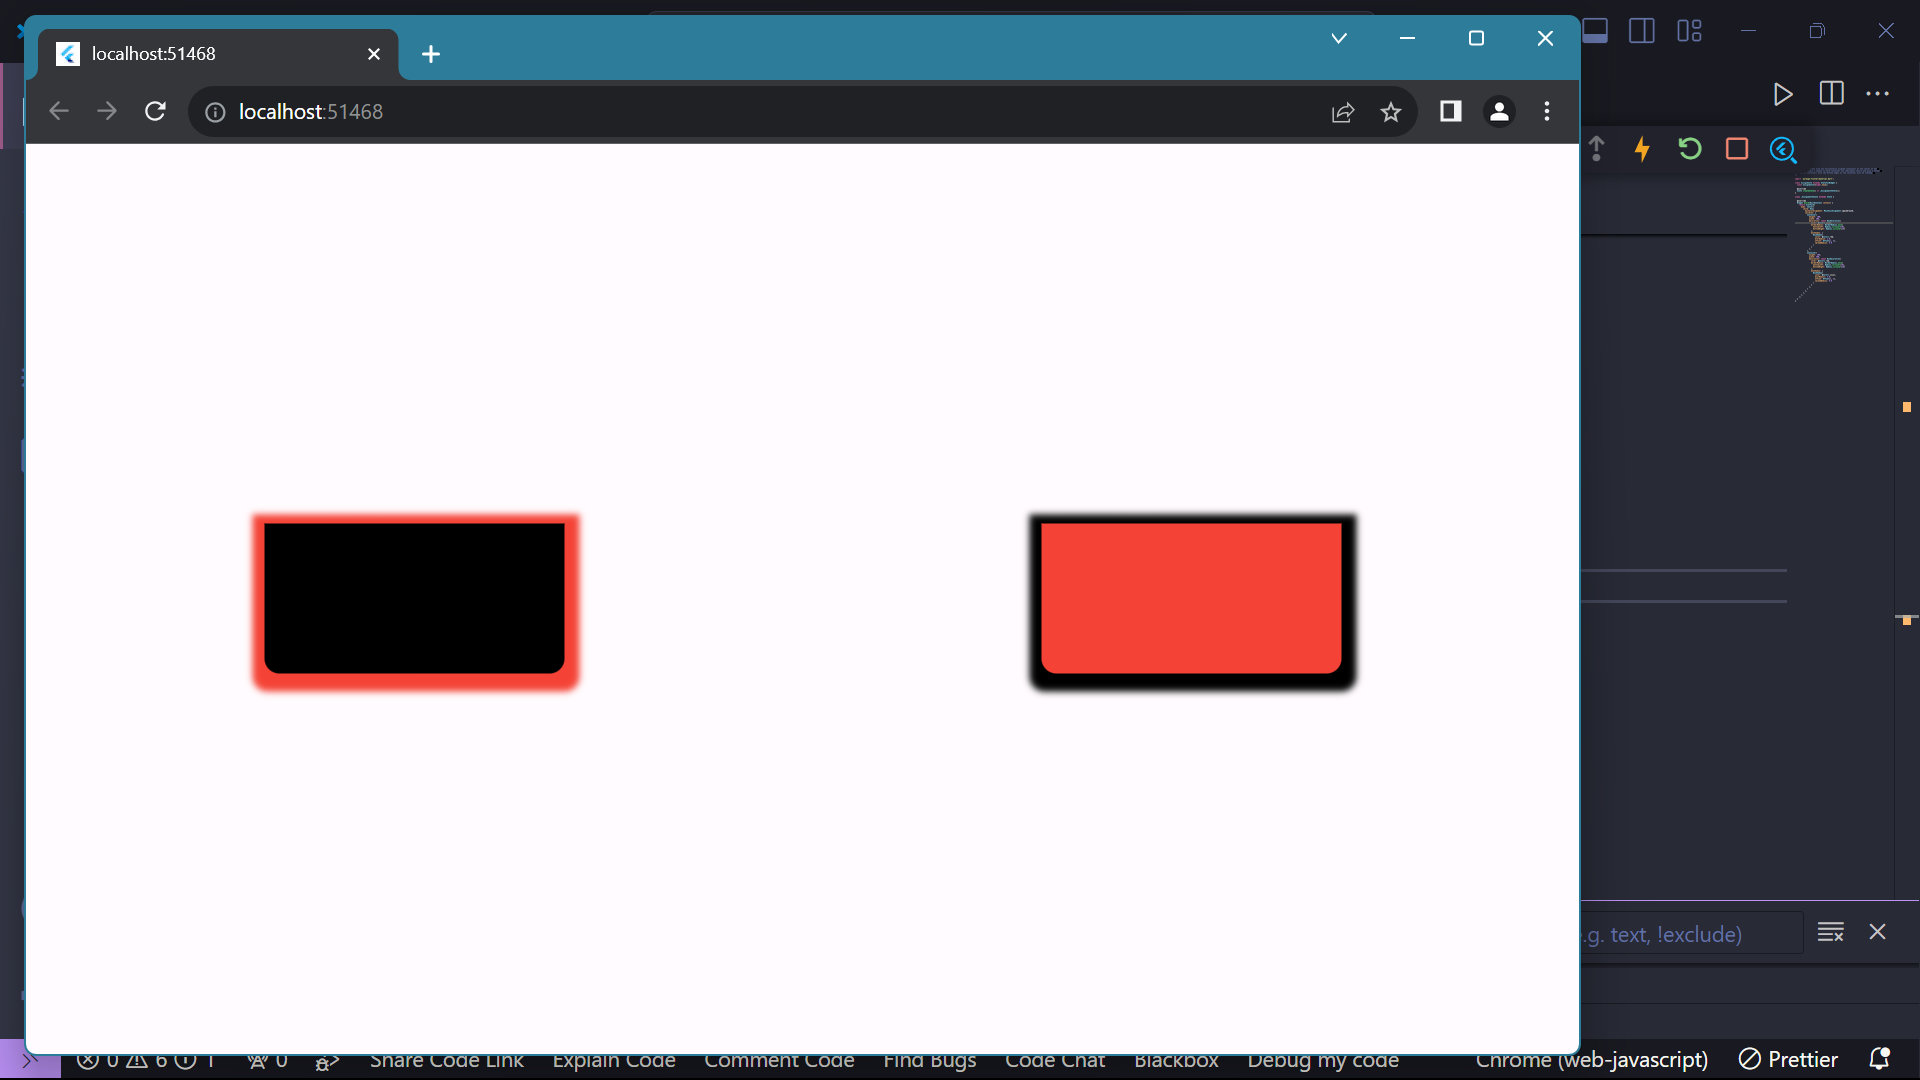 localhost:51468
localhost:51468
.g. text, !exclude)
0 6 1 0 Share Code Link Explain Code Comment Code Find Bugs Code Chat Blackbox Debug my code Chrome (web-javascript) Prettier